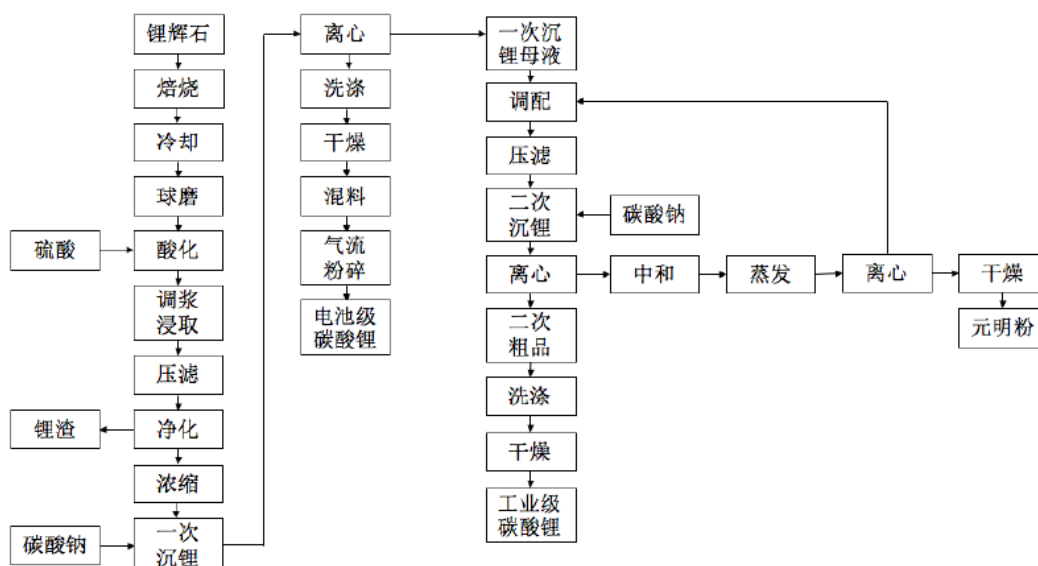 锂辉石
焙烧
冷却
球磨
硫酸
酸化
调浆
浸取
压滤
锂渣
净化
浓缩
碳酸钠
一次
沉锂
离心
洗涤
干燥
混料
气流
粉碎
电池级
碳酸锂
一次沉
锂母液
调配
压滤
二次
沉锂
碳酸钠
离心
中和
蒸发
离心
干燥
元明粉
二次
粗品
洗涤
干燥
工业级
碳酸锂